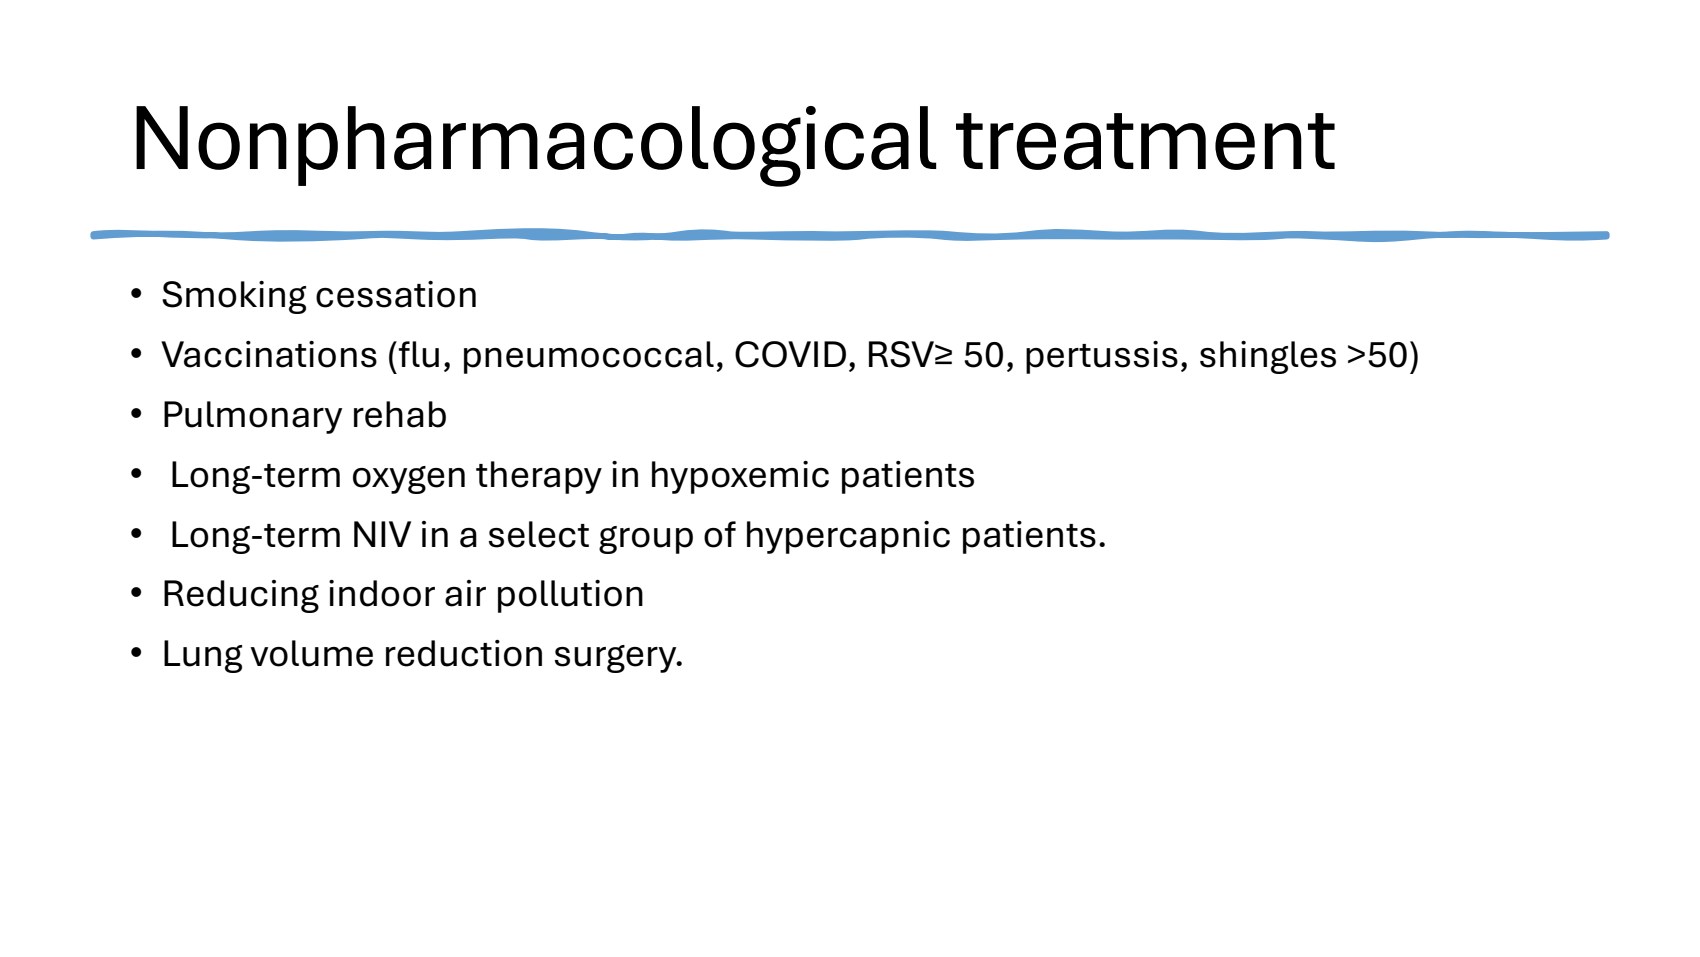 Nonpharmacological treatment
• Smoking cessation
• Vaccinations (flu, pneumococcal, COVID, RSV≥ 50, pertussis, shingles >50)
• Pulmonary rehab
• Long-term oxygen therapy in hypoxemic patients
• Long-term NIV in a select group of hypercapnic patients.
• Reducing indoor air pollution
• Lung volume reduction surgery.